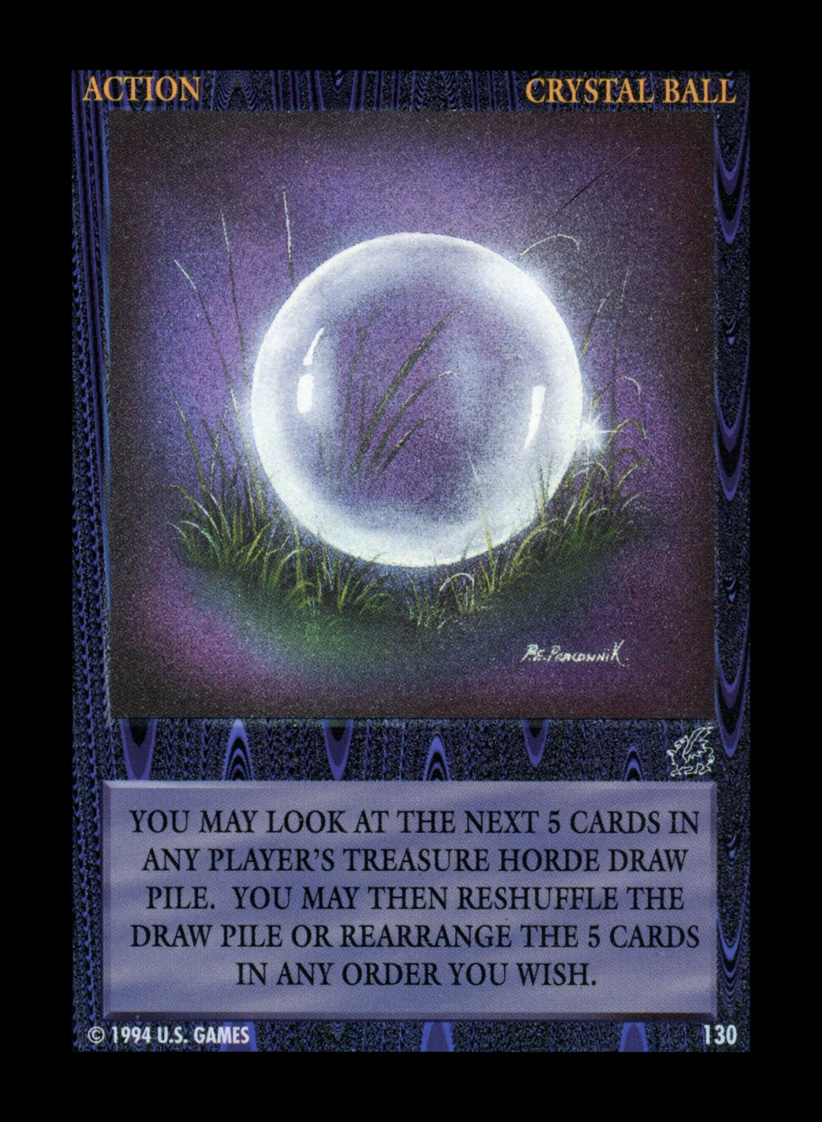 ACTION
CRYSTAL BALL
P.E. PRACOWNIK
YOU MAY LOOK AT THE NEXT 5 CARDS IN
ANY PLAYER'S TREASURE HORDE DRAW
PILE.  YOU MAY THEN RESHUFFLE THE
DRAW PILE OR REARRANGE THE 5 CARDS
IN ANY ORDER YOU WISH.
© 1994 U.S. GAMES
130